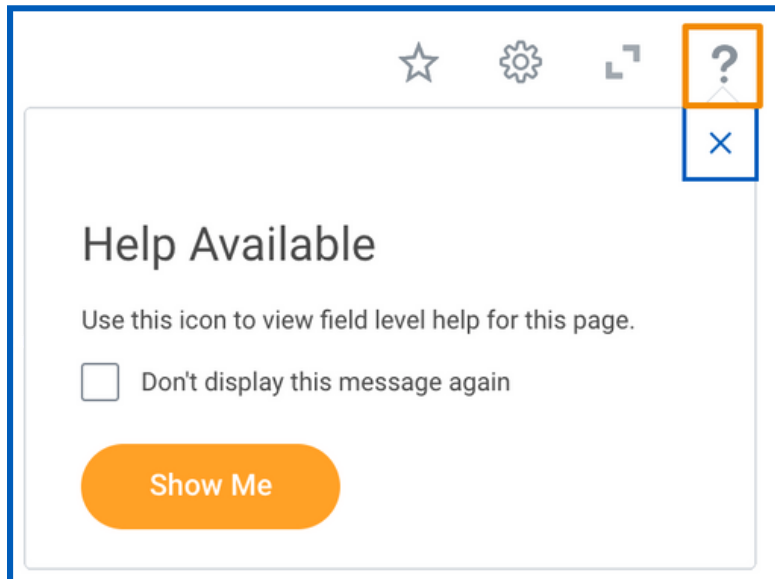 ?
Help Available
Use this icon to view field level help for this page.
Don't display this message again
Show Me